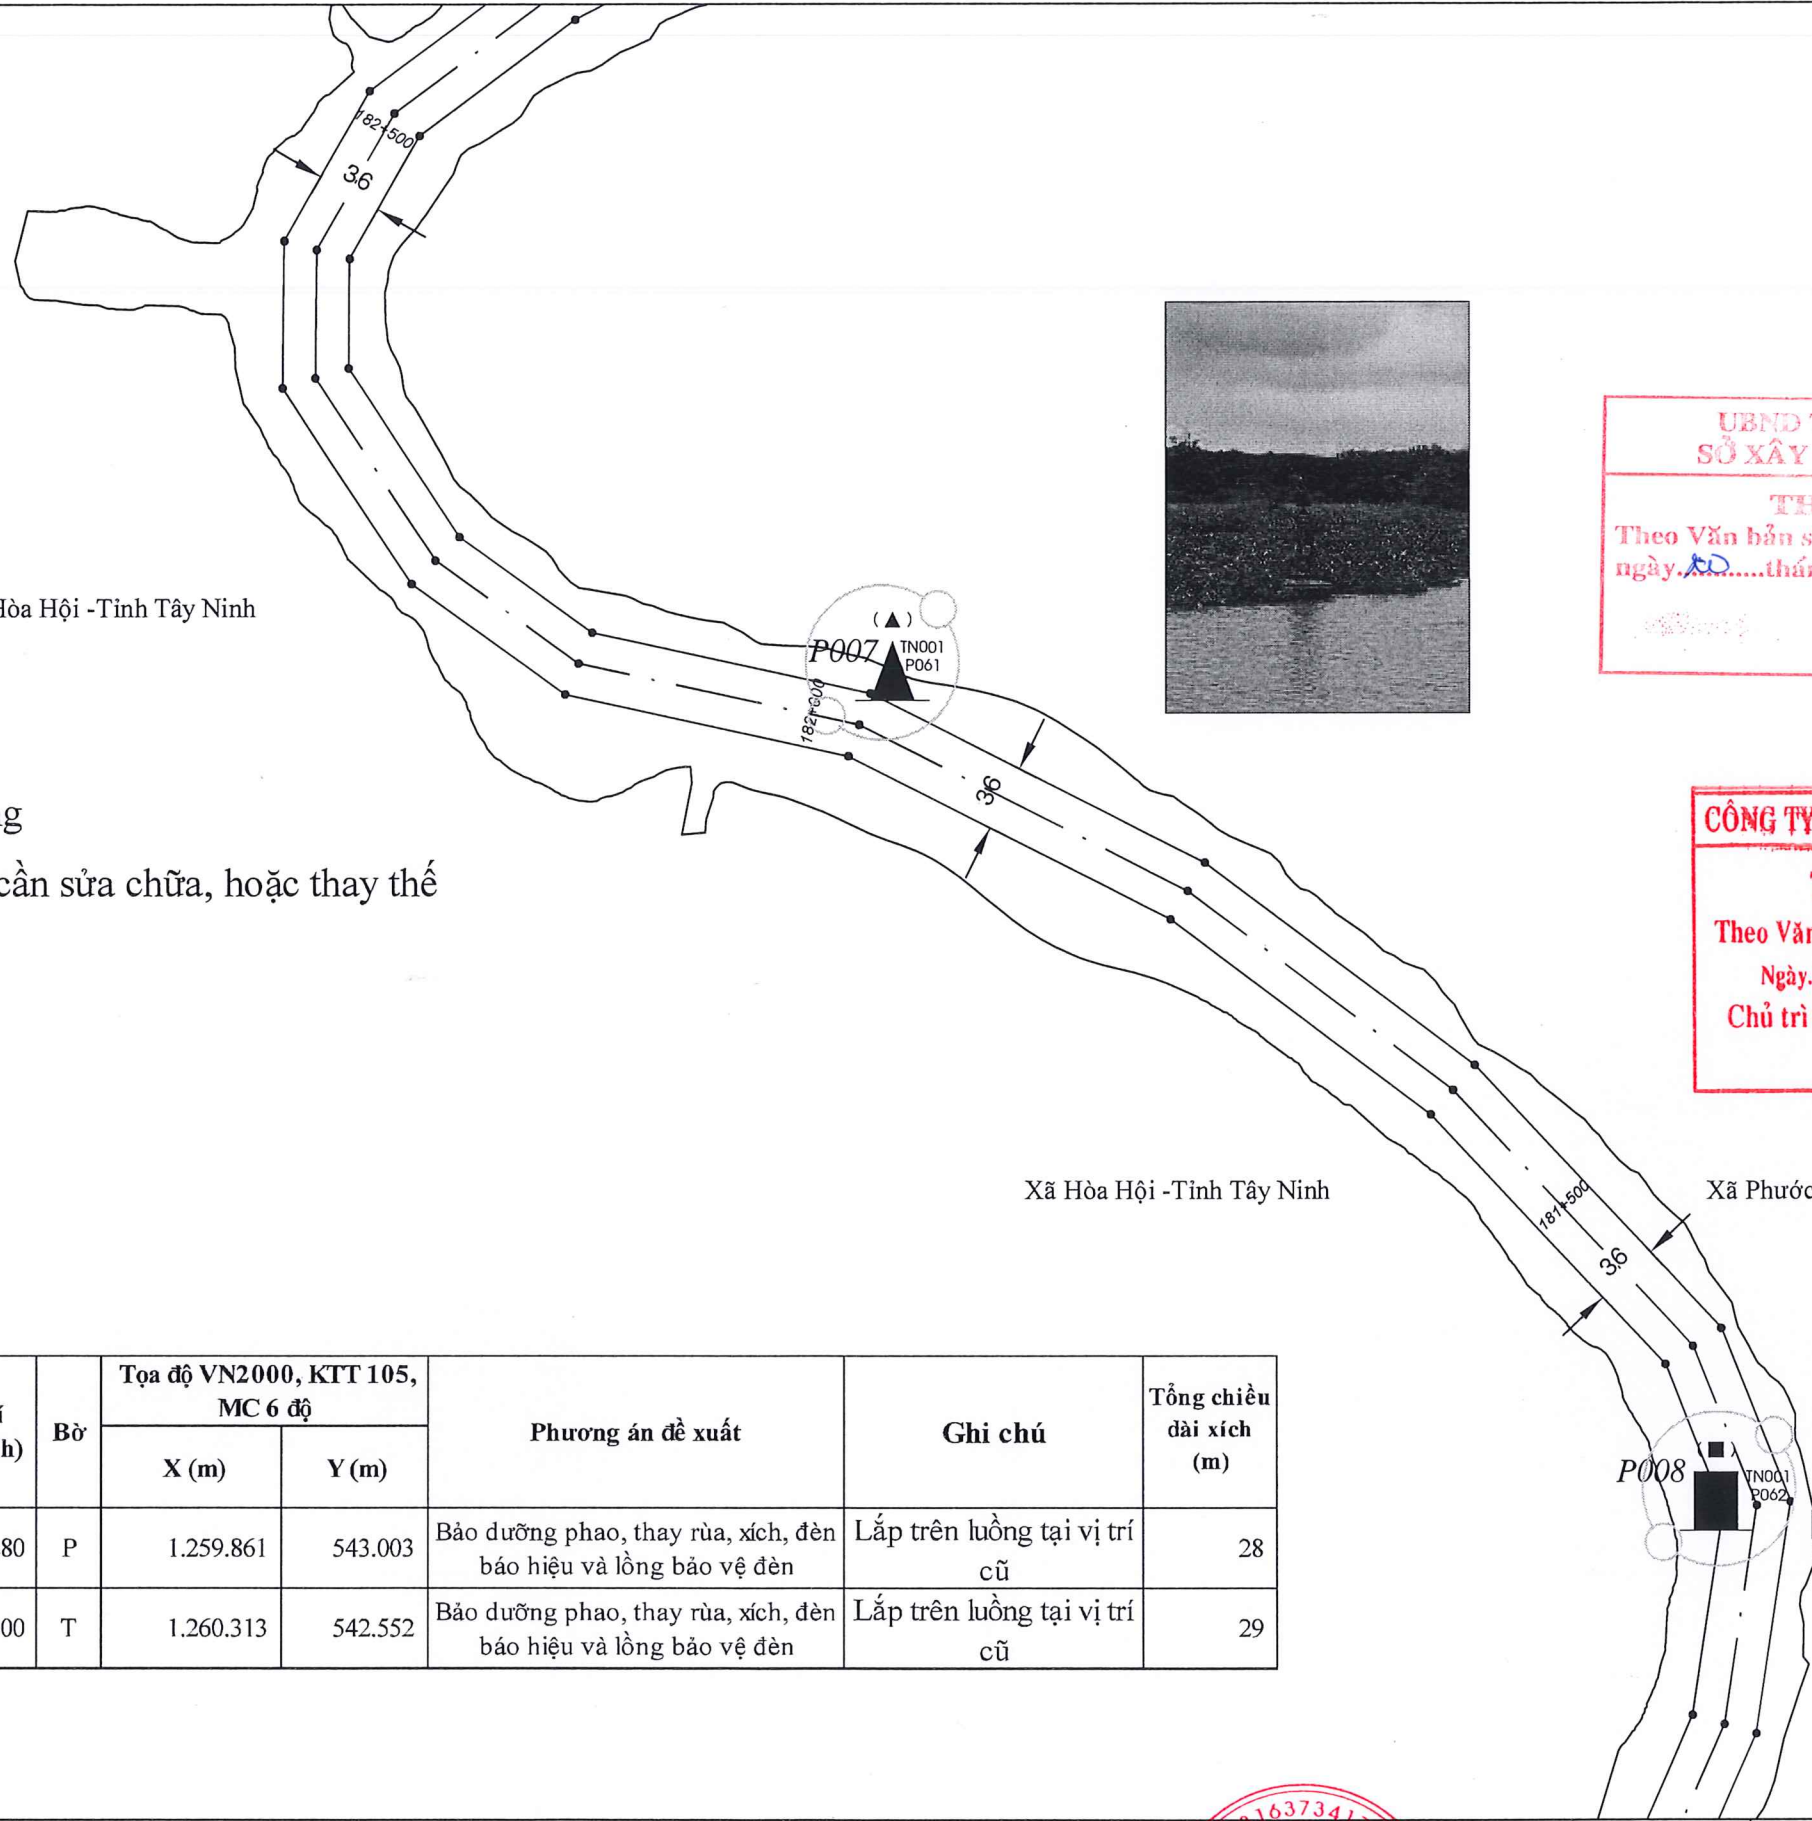 182+500
36
UBND
SỞ XÂY
Theo Văn bản s
ngày.........
Hòa Hội -Tỉnh Tây Ninh
P007
(▲)
TN001
P061
182+000
36
g
cần sửa chữa, hoặc thay thế
CÔNG TY
Theo Văn
Ngày.
Chủ trì
Xã Hòa Hội -Tỉnh Tây Ninh
Xã Phước
181+500
36
h)
Bờ
Tọa độ VN2000, KTT 105,
MC 6 độ
X (m)
Y (m)
Phương án đề xuất
Ghi chú
Tổng chiều
dài xích
(m)
80
P
1.259.861
543.003
Bảo dưỡng phao, thay rùa, xích, đèn
báo hiệu và lồng bảo vệ đèn
Lắp trên luồng tại vị trí
cũ
28
00
T
1.260.313
542.552
Bảo dưỡng phao, thay rùa, xích, đèn
báo hiệu và lồng bảo vệ đèn
Lắp trên luồng tại vị trí
cũ
29
P008
(■)
TN001
P062
1637341